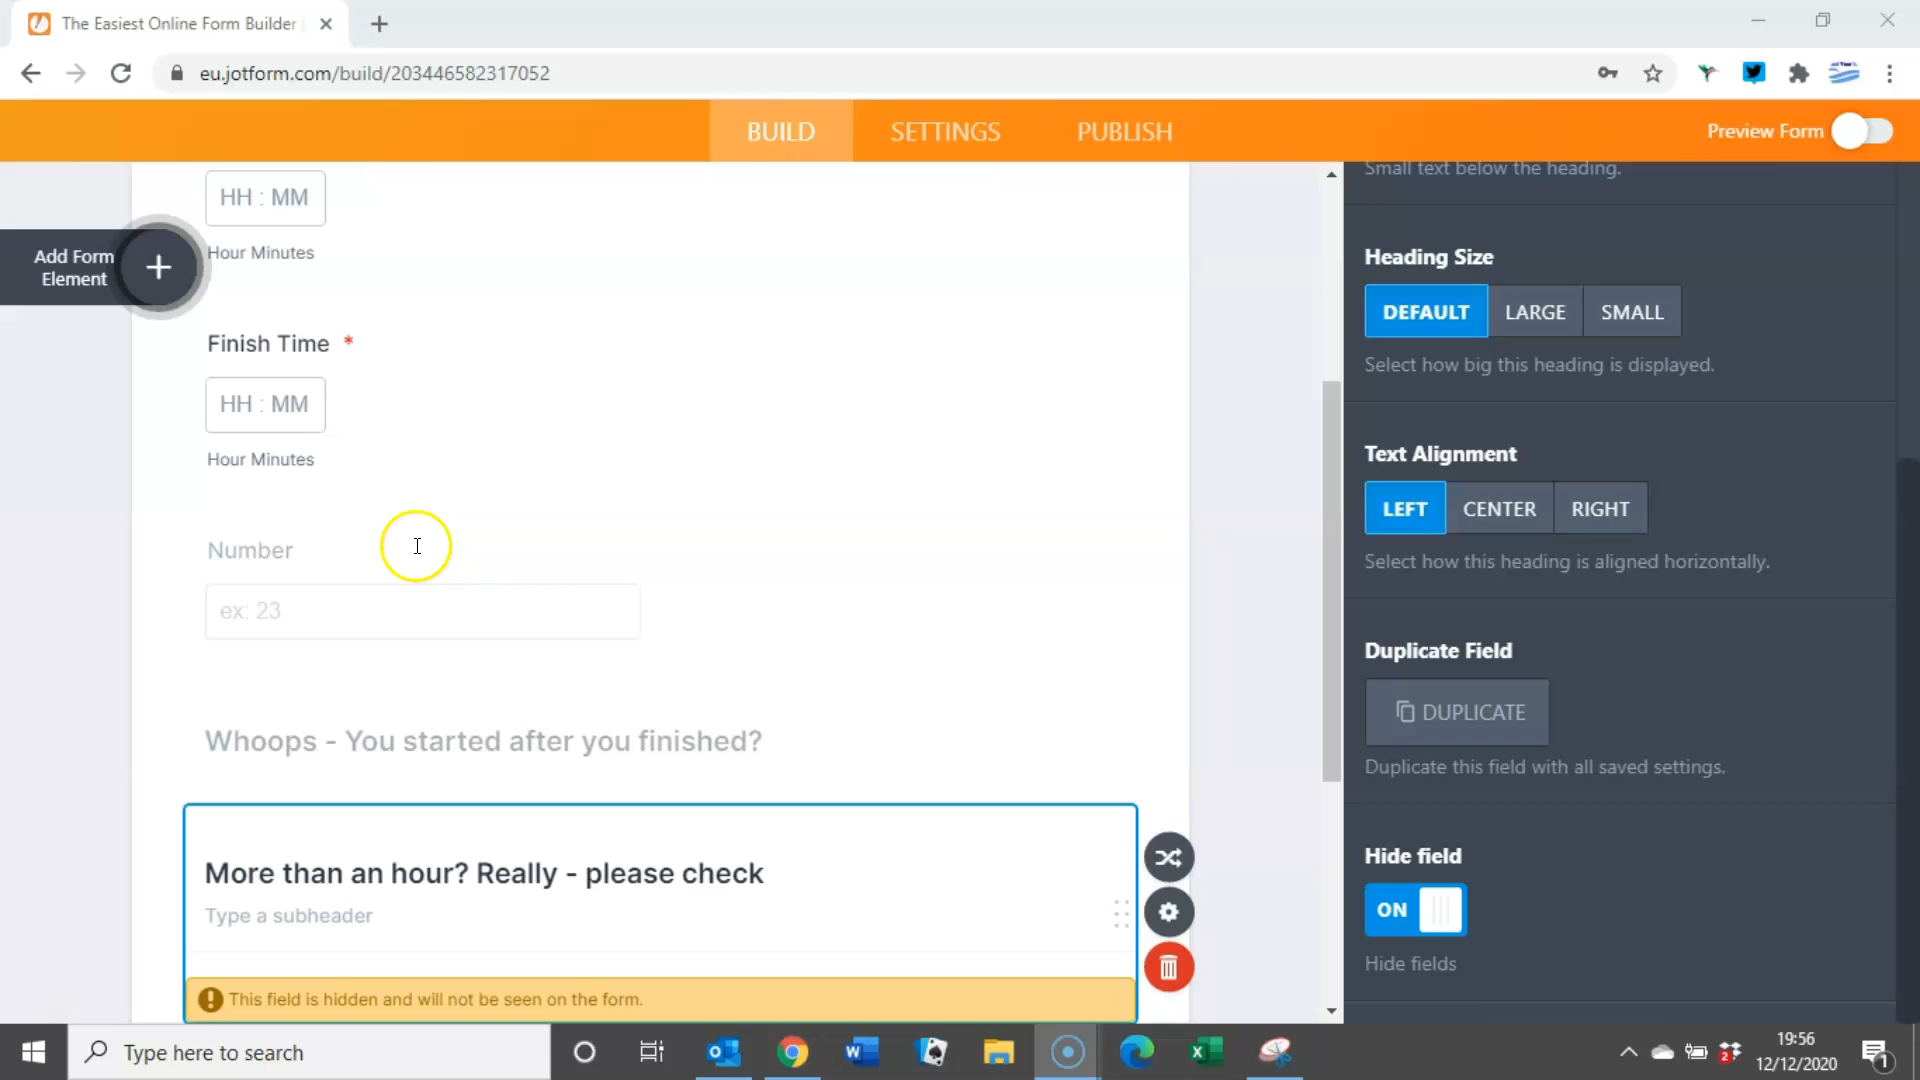 The Easiest Online Form Builder
eu.jotform.com/build/203446582317052
BUILD
SETTINGS
PUBLISH
Preview Form
HH : MM
Hour Minutes
Add Form
Element
Finish Time *
HH : MM
Hour Minutes
Number
ex: 23
Whoops - You started after you finished?
More than an hour? Really - please check
Type a subheader
This field is hidden and will not be seen on the form.
Small text below the heading.
Heading Size
DEFAULT
LARGE
SMALL
Select how big this heading is displayed.
Text Alignment
LEFT
CENTER
RIGHT
Select how this heading is aligned horizontally.
Duplicate Field
DUPLICATE
Duplicate this field with all saved settings.
Hide field
ON
Hide fields
Type here to search
2
19:56
12/12/2020
1